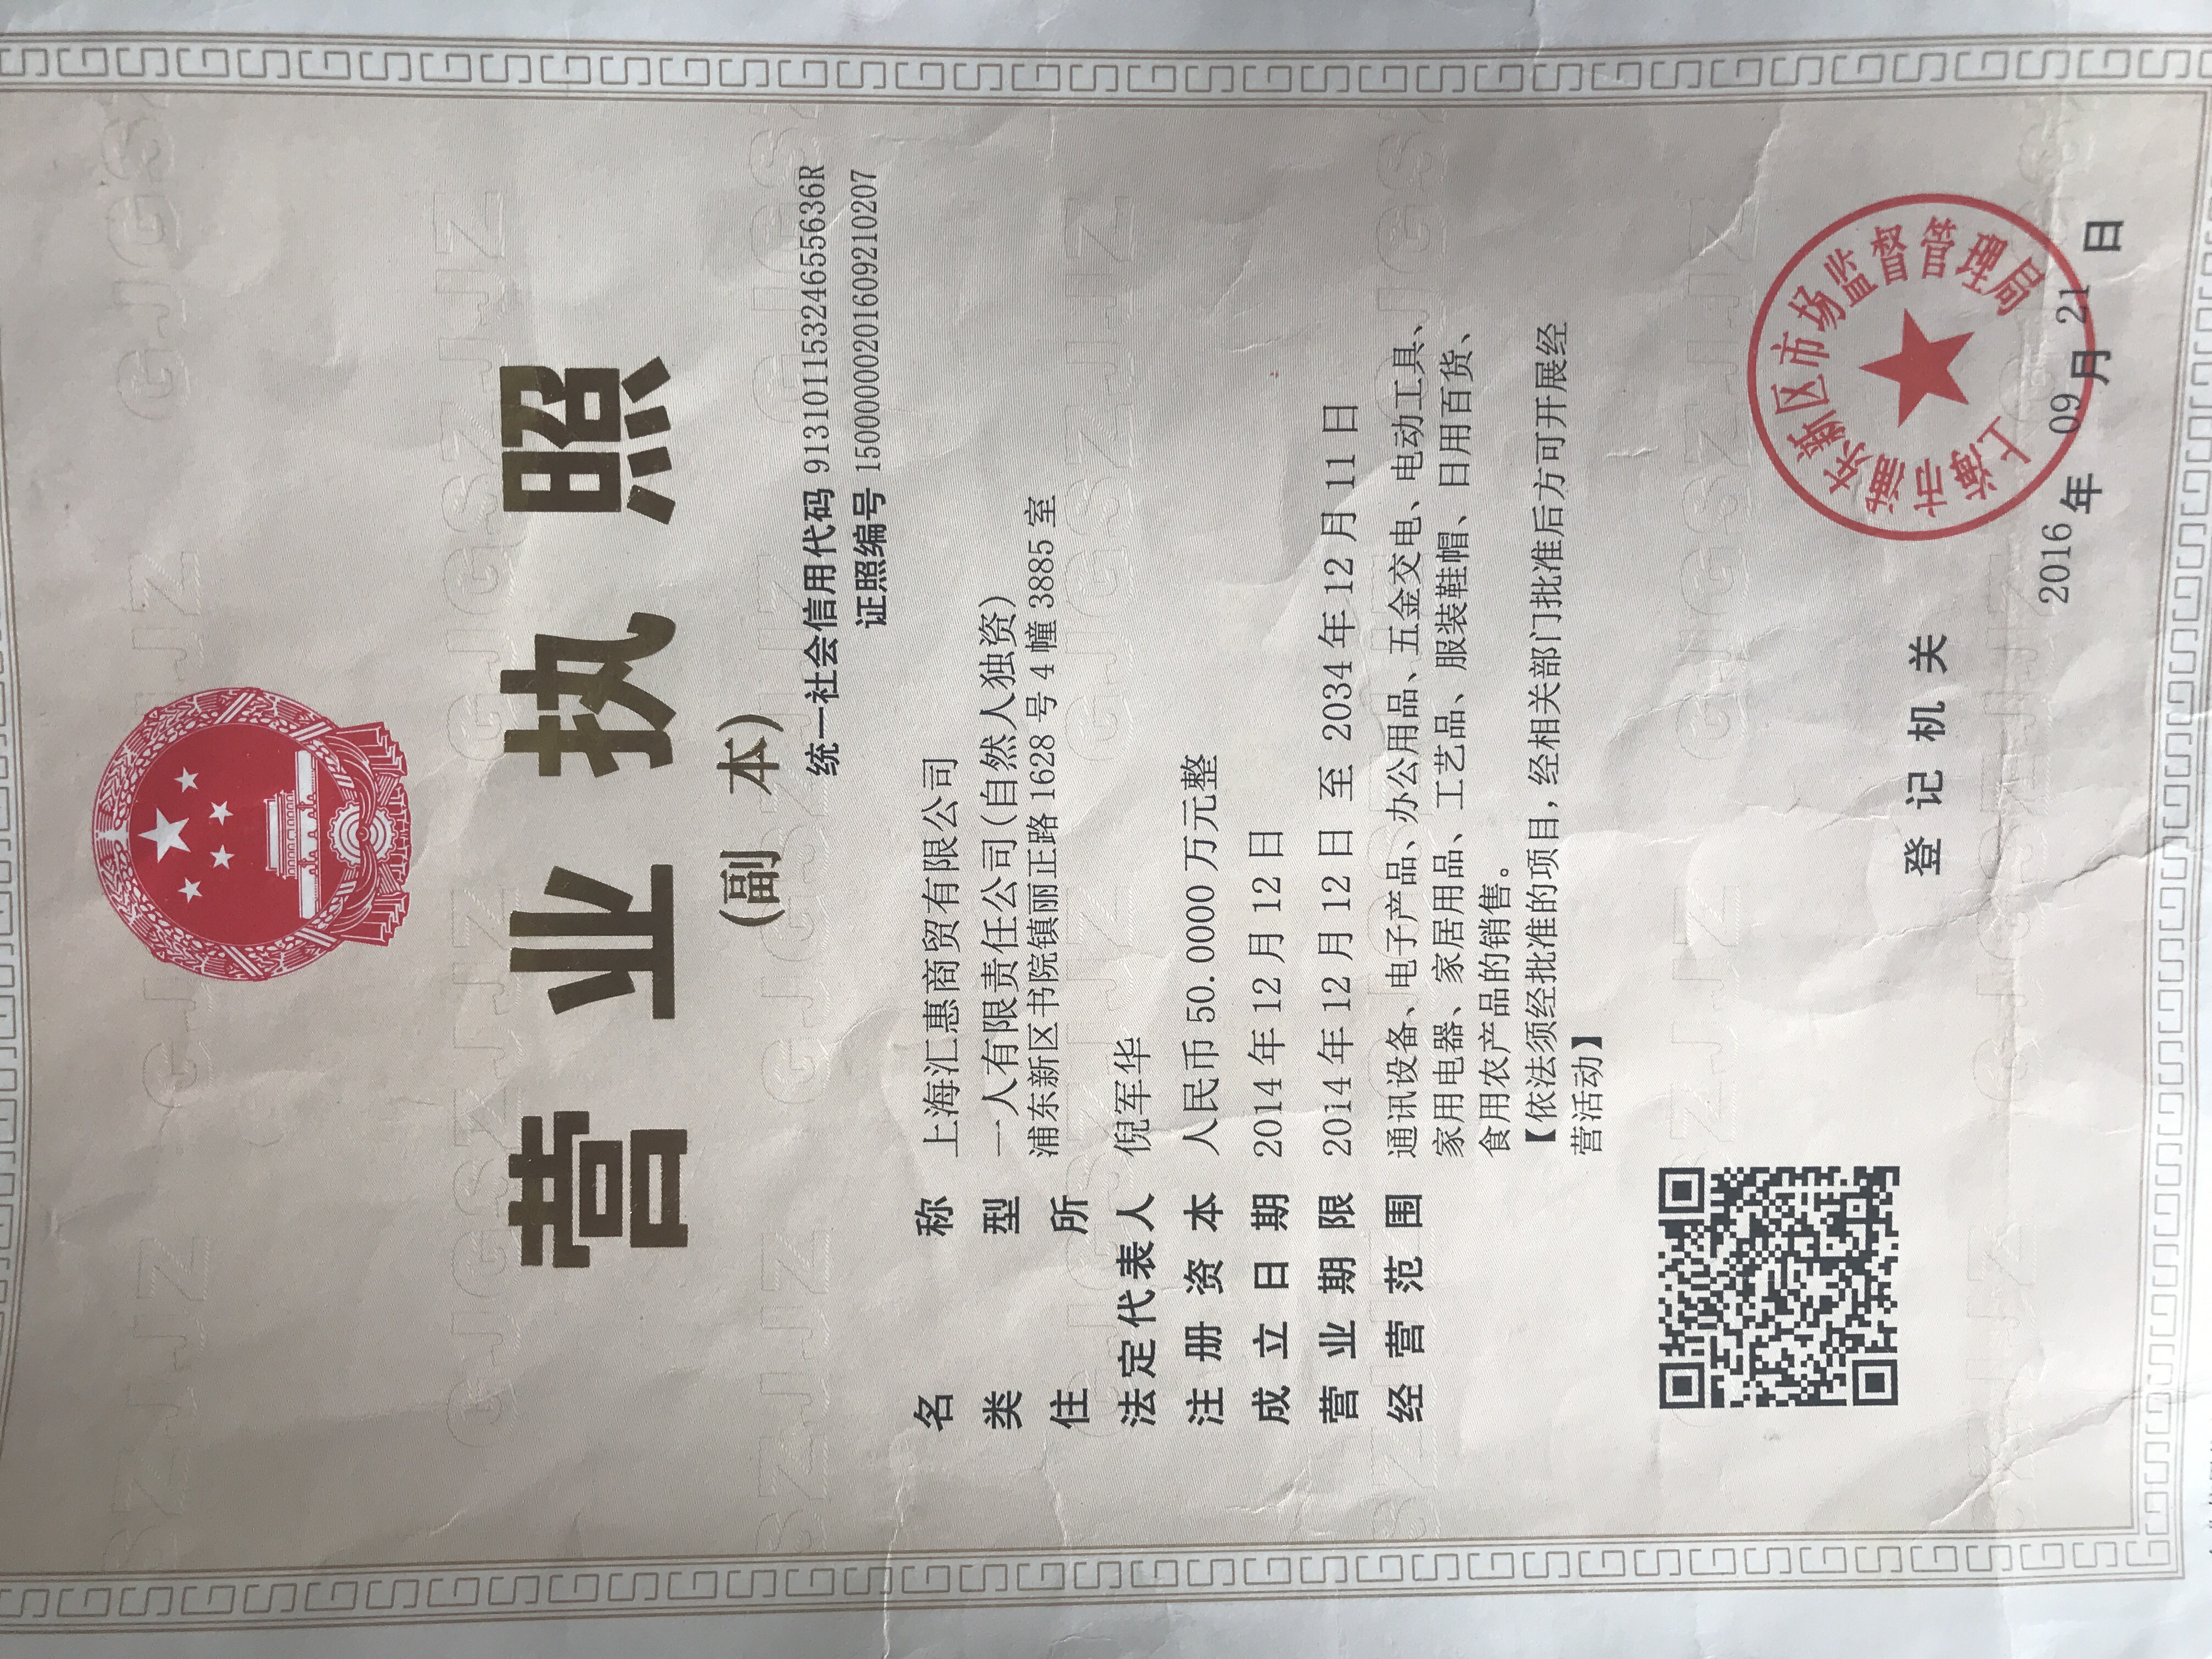 营业执照
(副 本)
统一社会信用代码 91310115324655636R
证照编号 15000000201609210207
名称 上海汇惠商贸有限公司
类型 一人有限责任公司(自然人独资)
住所 浦东新区书院镇丽正路1628号4幢3885室
法定代表人 倪军华
注册资本 人民币50.0000万元整
成立日期 2014年12月12日
营业期限 2014年12月12日 至 2034年12月11日
经营范围 通讯设备、电子产品、办公用品、五金交电、电动工具、
家用电器、家居用品、工艺品、服装鞋帽、日用百货、
食用农产品的销售。
【依法须经批准的项目,经相关部门批准后方可开展经
营活动】
登记机关
上海市浦东新区市场监督管理局
2016年09月21日